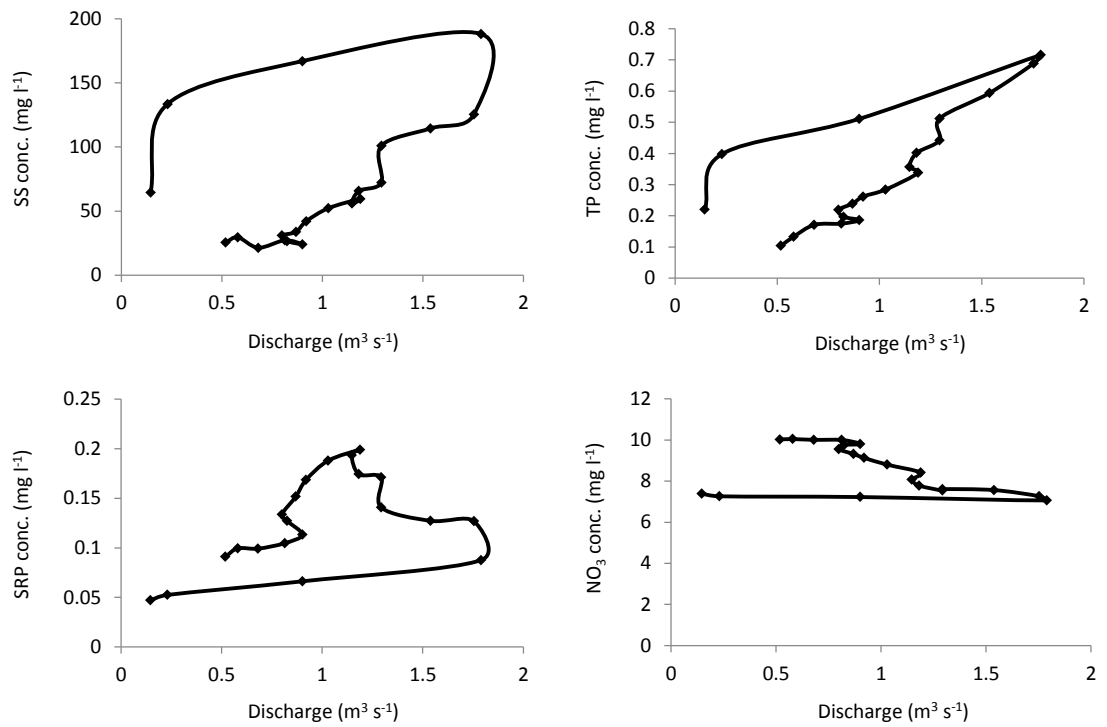 200
150
100
50
0
SS conc. (mg l⁻¹)
0 0.5 1 1.5 2
Discharge (m³ s⁻¹)
0.8
0.7
0.6
0.5
0.4
0.3
0.2
0.1
0
TP conc. (mg l⁻¹)
0 0.5 1 1.5 2
Discharge (m³ s⁻¹)
0.25
0.2
0.15
0.1
0.05
0
SRP conc. (mg l⁻¹)
0 0.5 1 1.5 2
Discharge (m³ s⁻¹)
12
10
8
6
4
2
0
NO₃ conc. (mg l⁻¹)
0 0.5 1 1.5 2
Discharge (m³ s⁻¹)